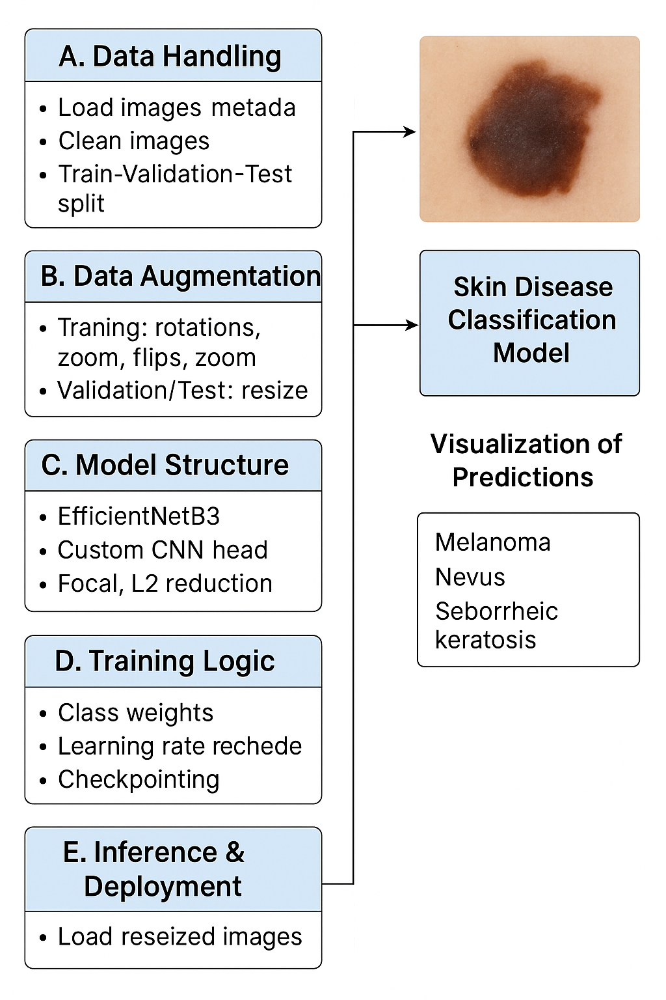 A. Data Handling
• Load images metada
• Clean images
• Train-Validation-Test
split
B. Data Augmentation
• Traning: rotations,
zoom, flips, zoom
• Validation/Test: resize
C. Model Structure
• EfficientNetB3
• Custom CNN head
• Focal, L2 reduction
D. Training Logic
• Class weights
• Learning rate rechede
• Checkpointing
E. Inference &
Deployment
• Load reseized images
Skin Disease
Classification
Model
Visualization of
Predictions
Melanoma
Nevus
Seborrheic
keratosis